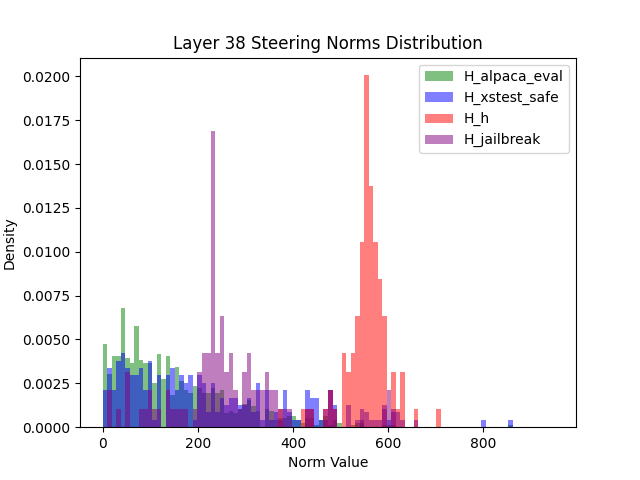 Layer 38 Steering Norms Distribution
H_alpaca_eval
H_xstest_safe
H_h
H_jailbreak
0.0200
0.0175
0.0150
0.0125
0.0100
0.0075
0.0050
0.0025
0.0000
Density
0 200 400 600 800
Norm Value